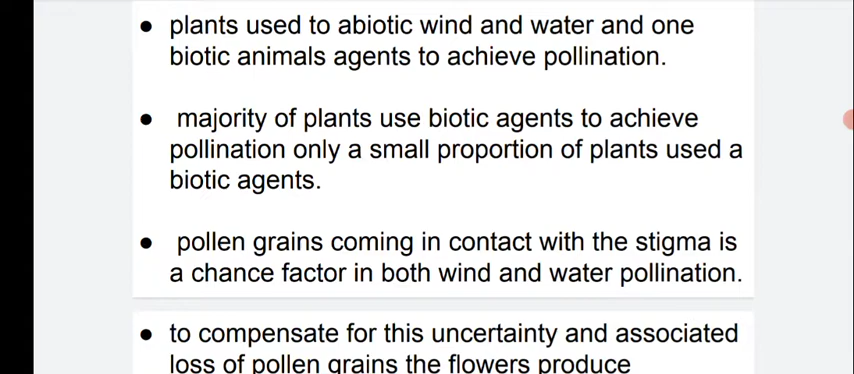 ● plants used to abiotic wind and water and one
biotic animals agents to achieve pollination.
● majority of plants use biotic agents to achieve
pollination only a small proportion of plants used a
biotic agents.
● pollen grains coming in contact with the stigma is
a chance factor in both wind and water pollination.
● to compensate for this uncertainty and associated
loss of pollen grains the flowers produce